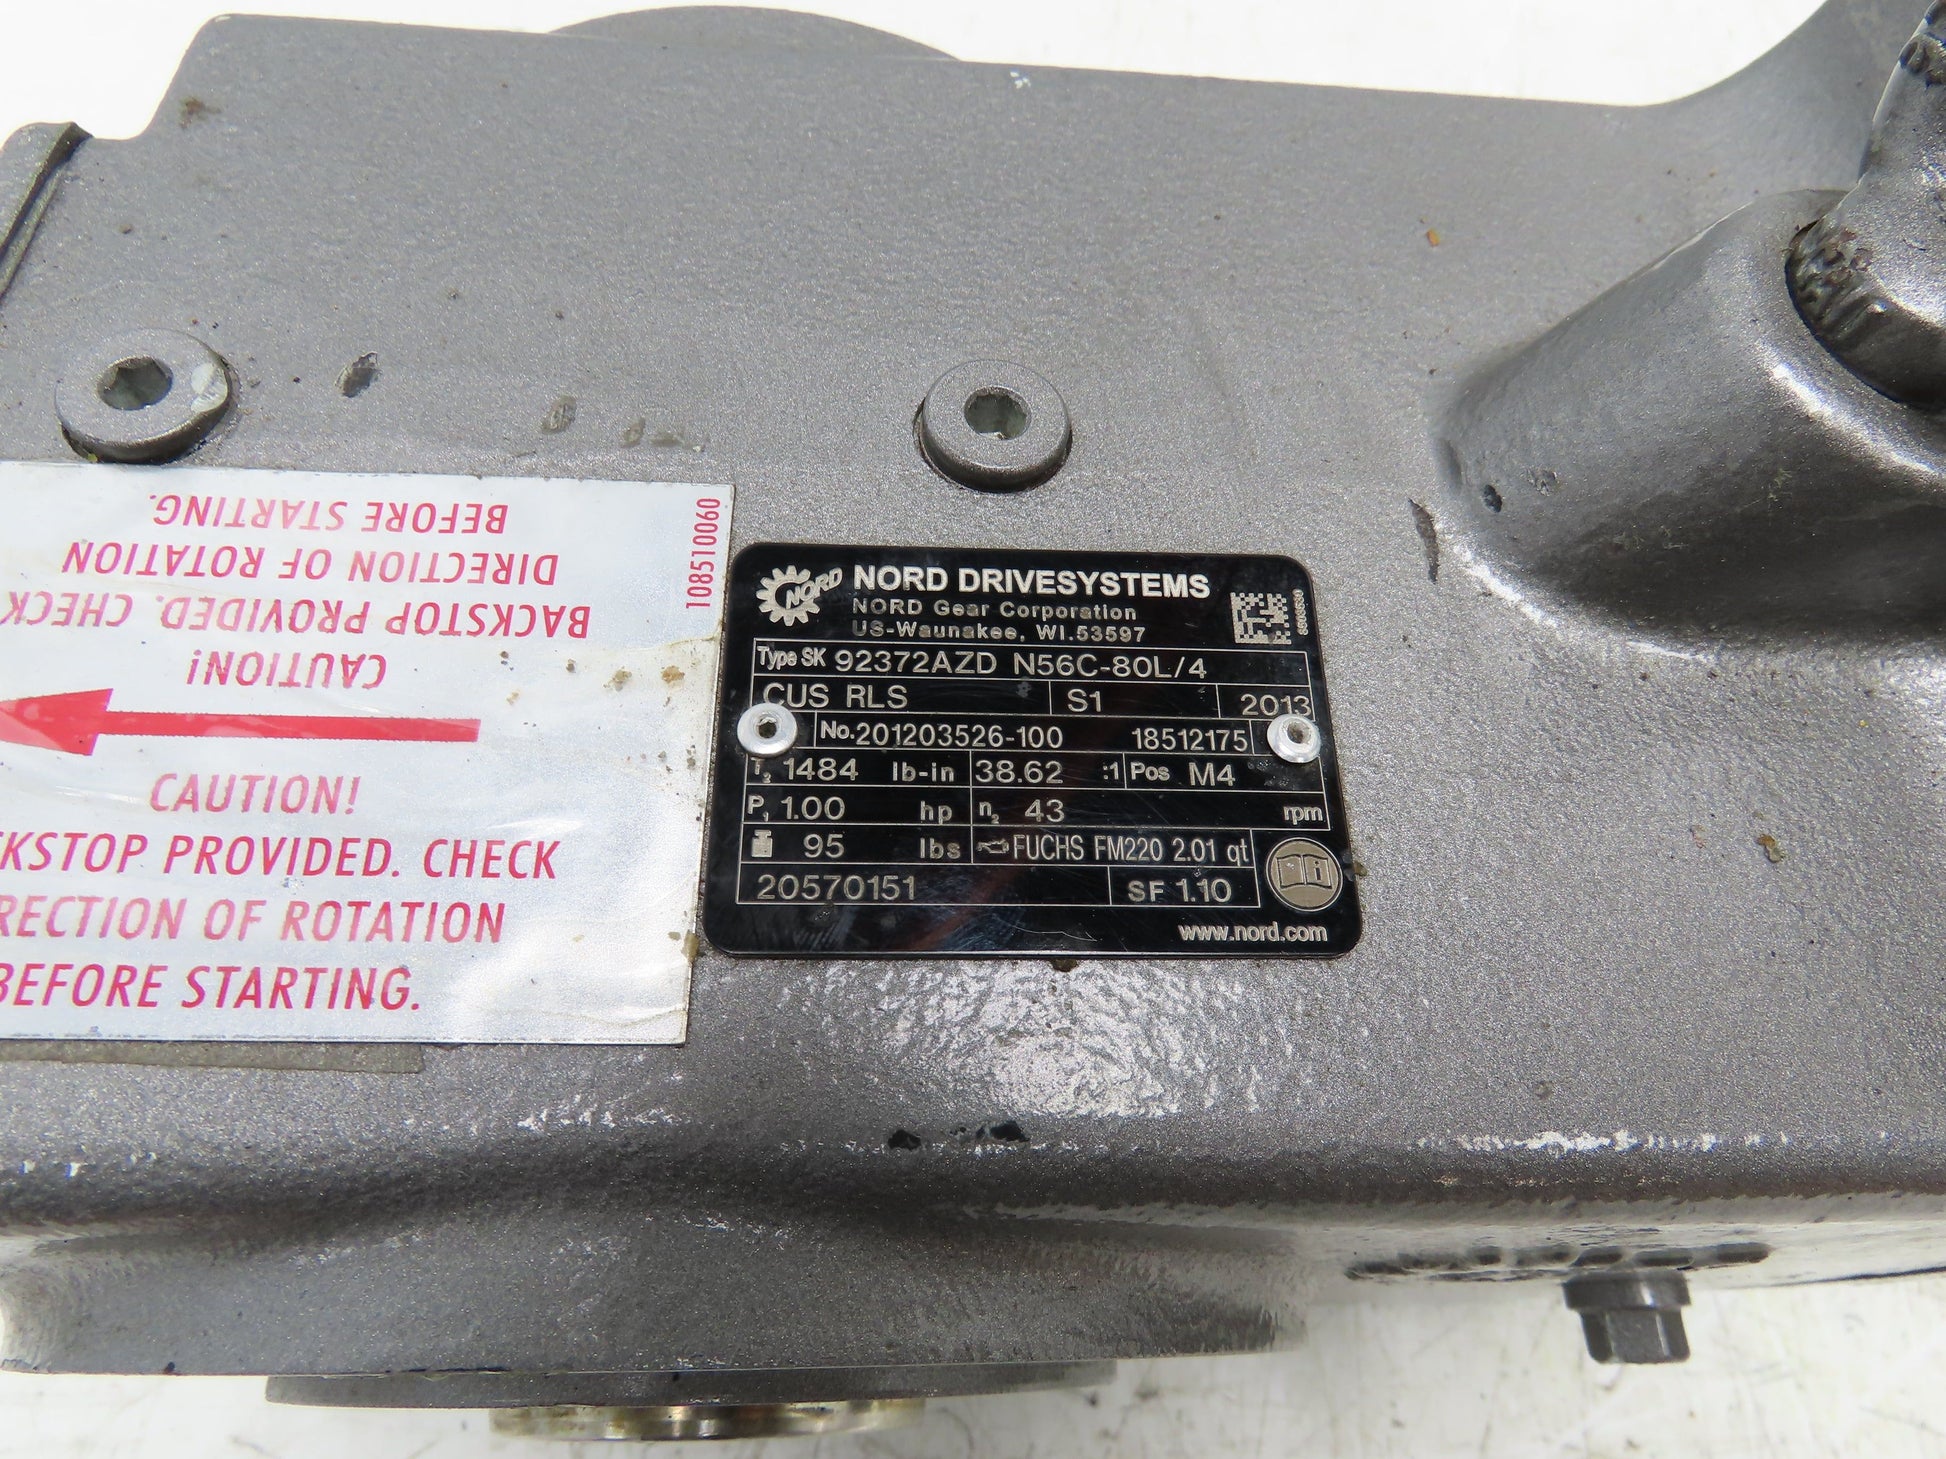 BACKSTOP PROVIDED. CHECK
DIRECTION OF ROTATION
BEFORE STARTING.
CAUTION!
108510060
CAUTION!
KSTOP PROVIDED. CHECK
RECTION OF ROTATION
BEFORE STARTING.
NORD
NORD DRIVESYSTEMS
NORD Gear Corporation
US-Waunakee, WI.53597
Type SK 92372AZD N56C-80L/4
CUS RLS S1 2013
No. 201203526-100 18512175
T₂ 1484 lb-in 38.62 :1 Pos M4
P₁ 1.00 hp n₂ 43 rpm
95 lbs FUCHS FM220 2.01 qt
20570151 SF 1.10
i
www.nord.com